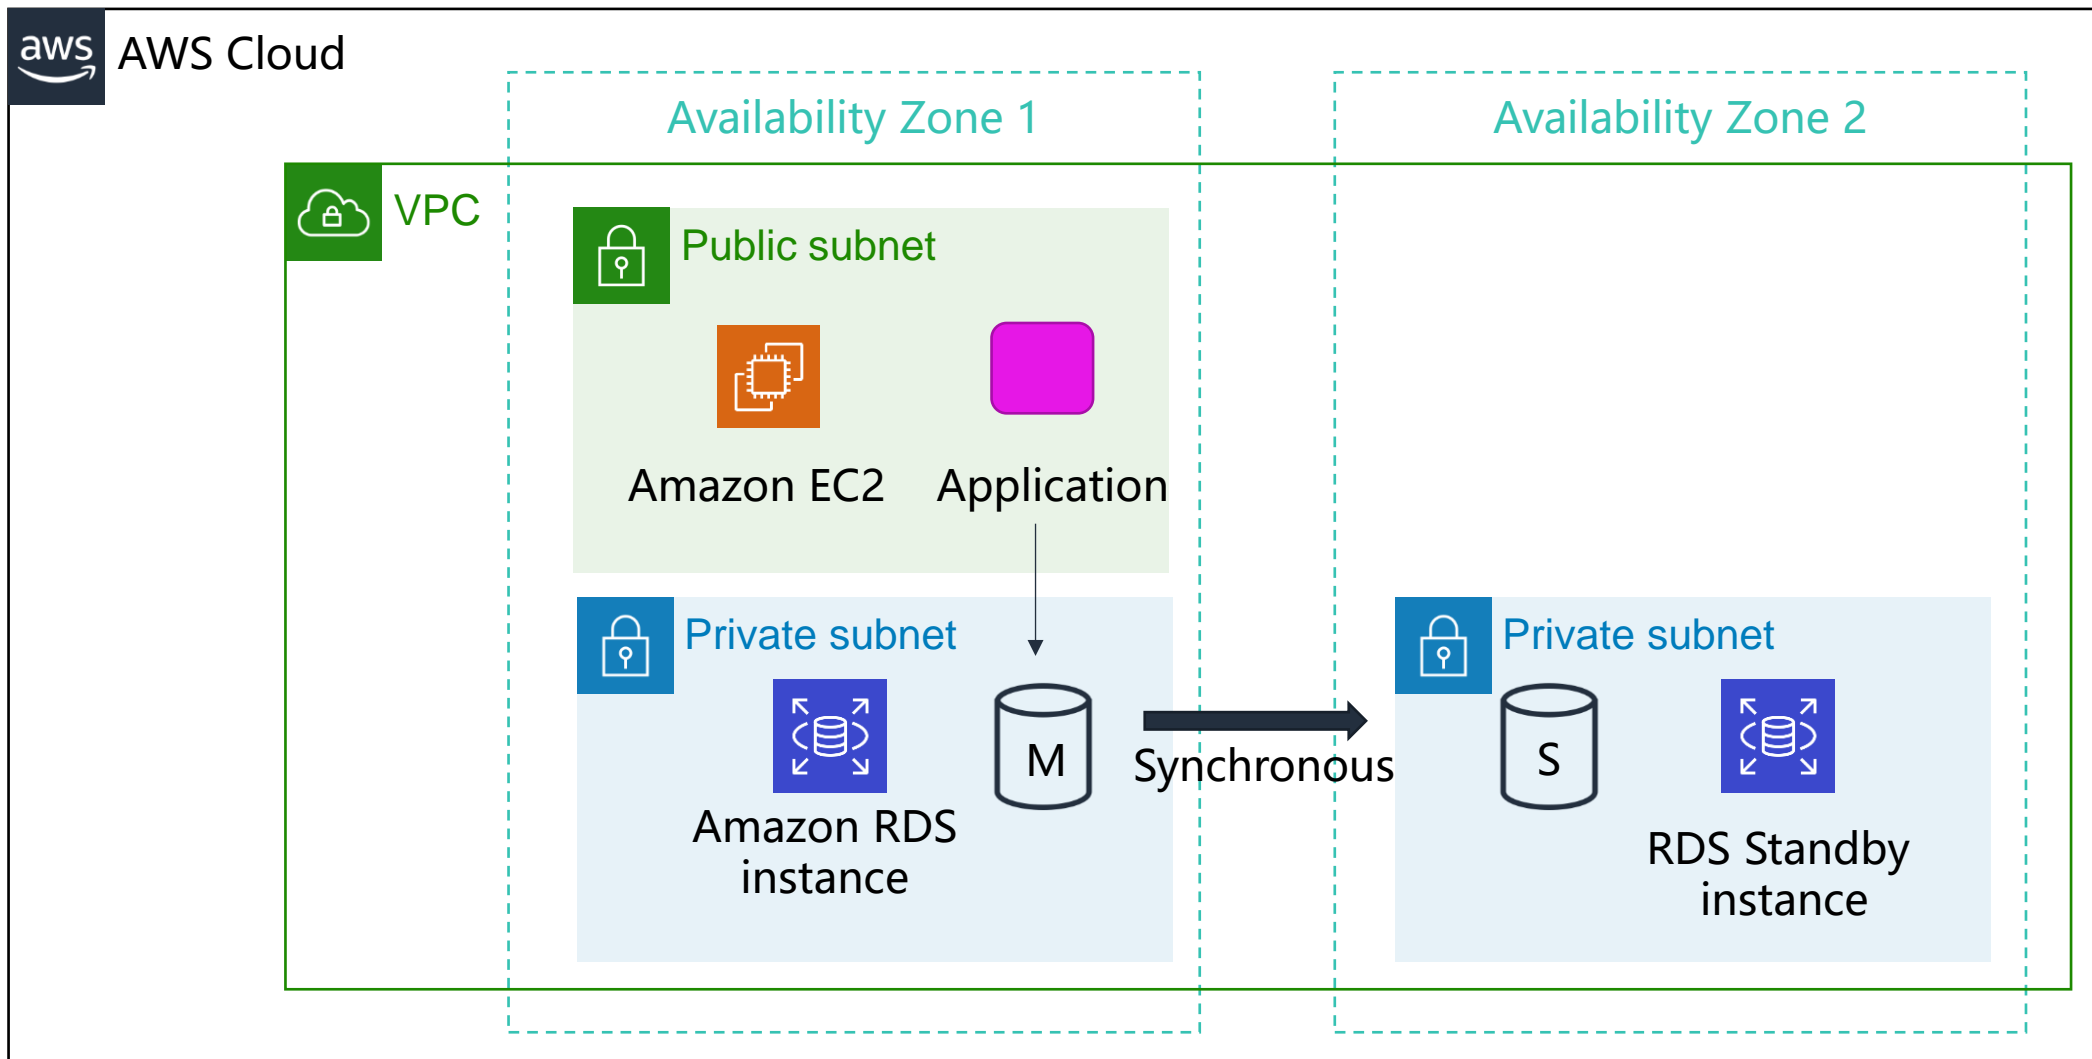 aws
AWS Cloud
Availability Zone 1
Availability Zone 2
VPC
Public subnet
Amazon EC2
Application
Private subnet
M
Amazon RDS
instance
Synchronous
Private subnet
S
RDS Standby
instance